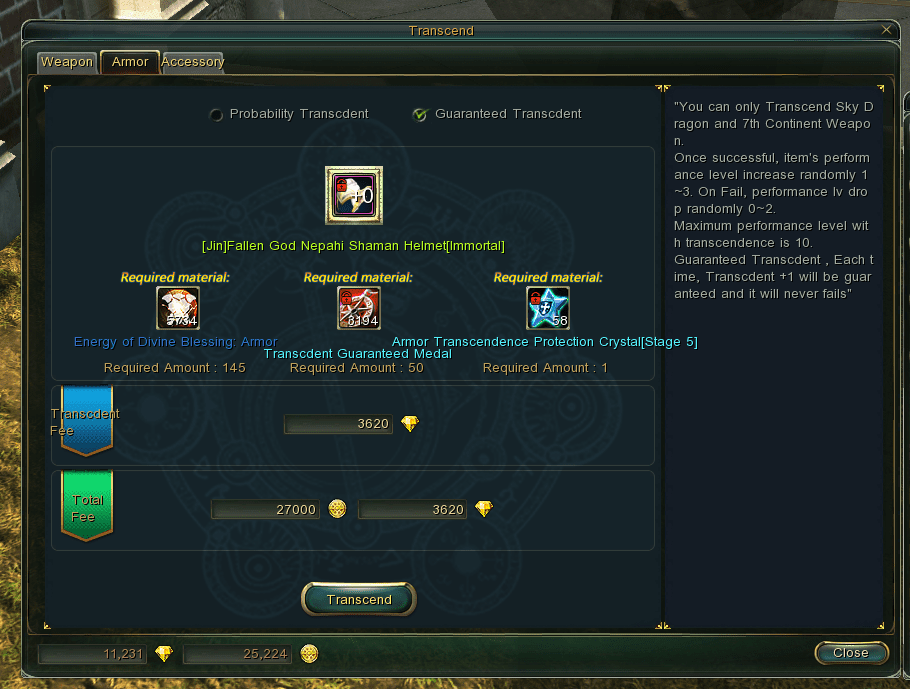 Transcend
Weapon
Armor
Accessory
Probability Transcdent
Guaranteed Transcdent
+0
[Jin]Fallen God Nepahi Shaman Helmet[Immortal]
Required material:
Required material:
Required material:
5734
3194
58
Energy of Divine Blessing: Armor
Armor Transcendence Protection Crystal[Stage 5]
Transcdent Guaranteed Medal
Required Amount : 145
Required Amount : 50
Required Amount : 1
Transcdent
Fee
3620
Total
Fee
27000
3620
Transcend
11,231
25,224
Close
"You can only Transcend Sky D
ragon and 7th Continent Weapo
n.
Once successful, item's perform
ance level increase randomly 1
~3. On Fail, performance lv dro
p randomly 0~2.
Maximum performance level wit
h transcendence is 10.
Guaranteed Transcdent , Each t
ime, Transcdent +1 will be guar
anteed and it will never fails"